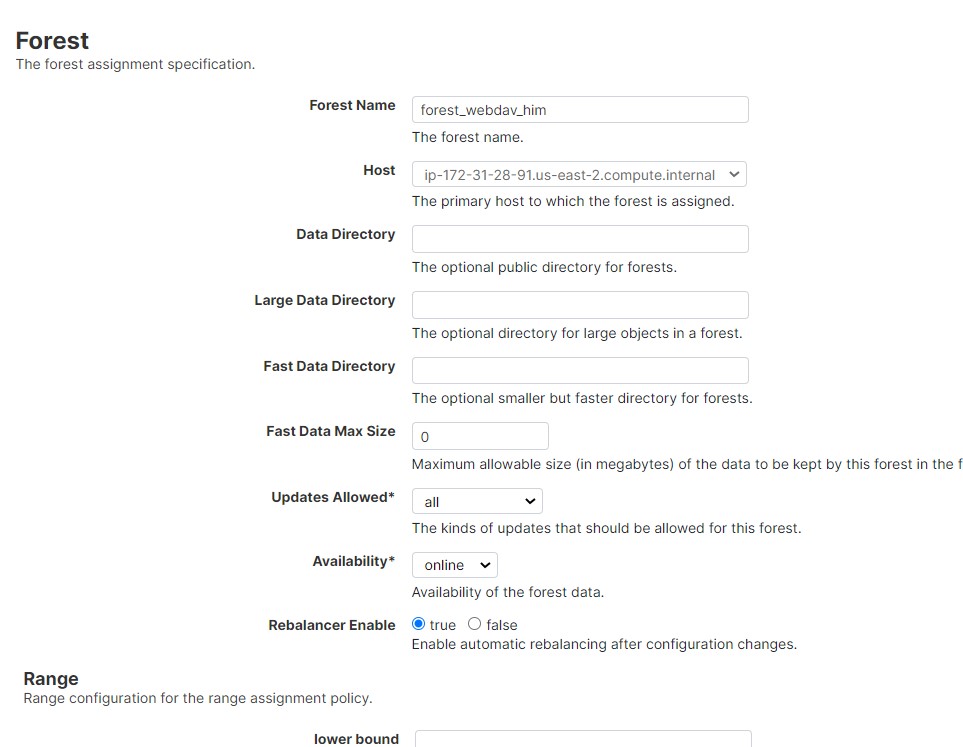 Forest
The forest assignment specification.
Forest Name
forest_webdav_him
The forest name.
Host
ip-172-31-28-91.us-east-2.compute.internal
The primary host to which the forest is assigned.
Data Directory
The optional public directory for forests.
Large Data Directory
The optional directory for large objects in a forest.
Fast Data Directory
The optional smaller but faster directory for forests.
Fast Data Max Size
0
Maximum allowable size (in megabytes) of the data to be kept by this forest in the f
Updates Allowed*
all
The kinds of updates that should be allowed for this forest.
Availability*
online
Availability of the forest data.
Rebalancer Enable
true false
Enable automatic rebalancing after configuration changes.
Range
Range configuration for the range assignment policy.
lower bound